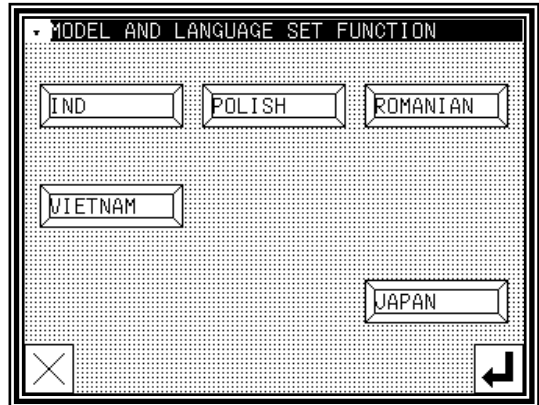 MODEL AND LANGUAGE SET FUNCTION
IND POLISH ROMANIAN
VIETNAM
JAPAN